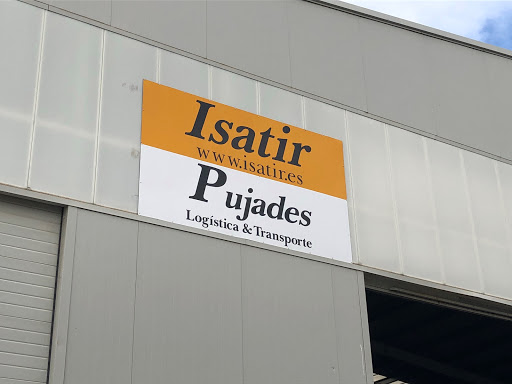 Isatir
www.isatir.es
Pujades
Logística & Transporte